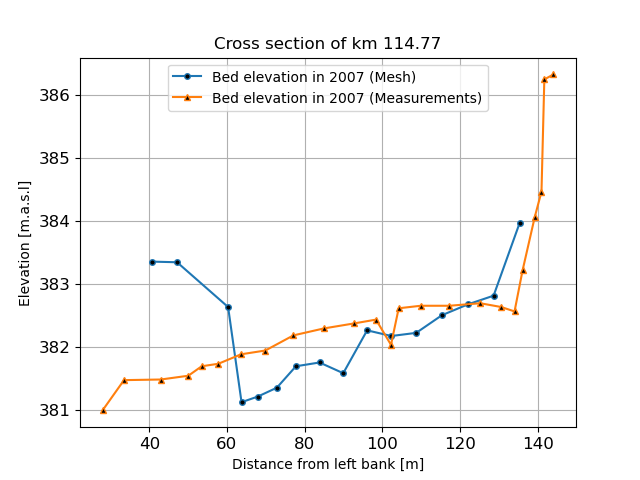 Cross section of km 114.77
Bed elevation in 2007 (Mesh)
Bed elevation in 2007 (Measurements)
Elevation [m.a.s.l]
386
385
384
383
382
381
40 60 80 100 120 140
Distance from left bank [m]